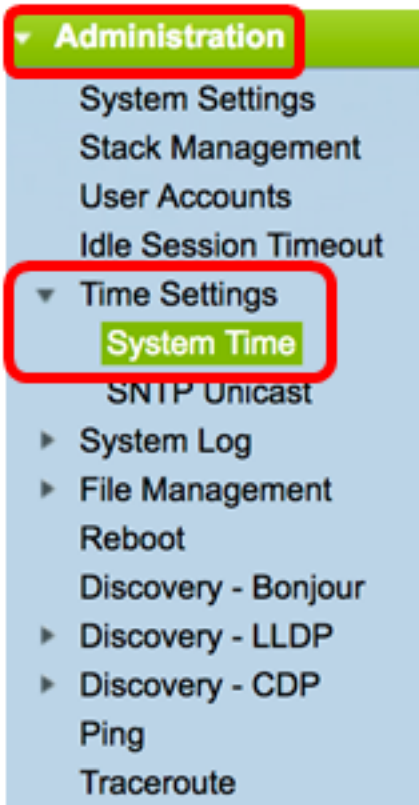 Administration
System Settings
Stack Management
User Accounts
Idle Session Timeout
Time Settings
System Time
SNTP Unicast
System Log
File Management
Reboot
Discovery - Bonjour
Discovery - LLDP
Discovery - CDP
Ping
Traceroute